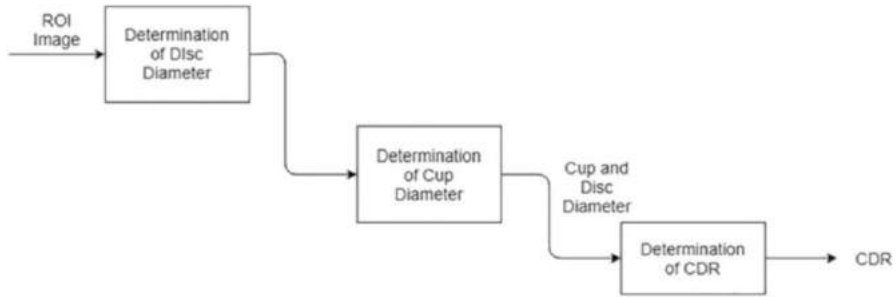 ROI
Image
Determination
of DIsc
Diameter
Determination
of Cup
Diameter
Cup and
Disc
Diameter
Determination
of CDR
CDR